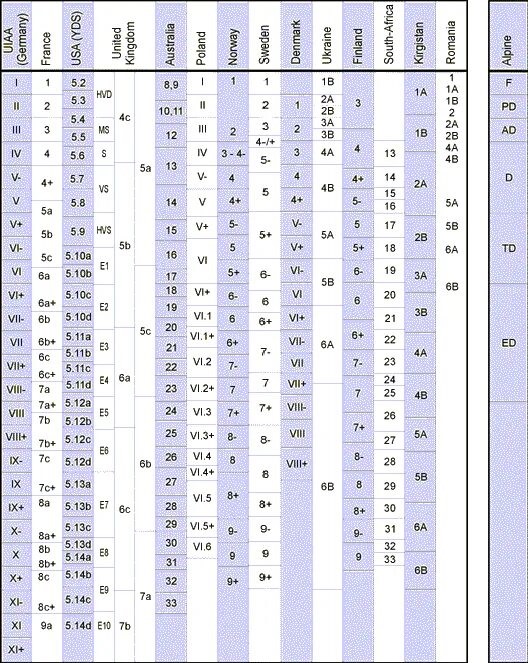 UIAA (Germany) France USA (YDS) United Kingdom Australia Poland Norway Sweden Denmark Ukraine Finland South-Africa Kirgistan Romania Alpine
I 1 5.2 HVD 4c 8,9 I 1 1 1B 3 1A 1 1A F
II 2 5.3 10,11 II 2 1 2A 2B 1B 2 PD
III 3 5.4 5.5 MS 12 III 2 3 2 3A 3B 1B 2A 2B AD
IV 4 5.6 S 5a 13 IV 3 - 4- 4-/+ 5- 3 4A 4 13 4A 4B
V- 4+ 5.7 VS V- 4 5 4 4B 4+ 14 2A D
V 5a 5.8 14 V 4+ 4+ 5- 15 16 5A
V+ 5b 5.9 HVS 5b 15 V+ 5- 5+ V- 5A 5 17 2B 5B
VI- 5c 5.10a E1 16 VI 5 V+ 5+ 18 6A TD
VI 6a 5.10b 17 5+ 6- VI- 5B 6- 19 3A 6B
VI+ 6a+ 5.10c E2 5c 18 19 VI+ 6- 6 VI 6 20 3B ED
VII- 6b 5.10d 20 VI.1 6 6+ VI+ 6A 21
VII 6b+ 5.11a E3 6a 21 VI.1+ 6+ 7- VII- 6+ 22 4A
VII+ 6c 6c+ 5.11b 5.11c 22 VI.2 7- VII 7- 23
VIII- 7a 5.11d E4 23 VI.2+ 7 7 VII+ 7 24 25 4B
VIII 7a+ 7b 5.12a 5.12b E5 6b 24 VI.3 7+ 7+ VIII- 6B 7+ 26
VIII+ 7b+ 5.12c E6 6c 25 VI.3+ 8- 8- VIII 27 5A
IX- 7c 5.12d 26 VI.4 VI.4+ 8 8 VIII+ 8- 28 5B
IX 7c+ 5.13a E7 27 VI.5 8+ 8 29
IX+ 8a 5.13b 28 8+ 8+ 30 6A
X- 8a+ 5.13c 7a 29 VI.5+ 9- 9- 9- 31
X 8b 8b+ 5.13d 5.14a E8 30 31 VI.6 9 9 9 32 33 6B
X+ 8c 5.14b E9 32 9+ 9+
XI- 8c+ 5.14c 33
XI 9a 5.14d E10 7b
XI+